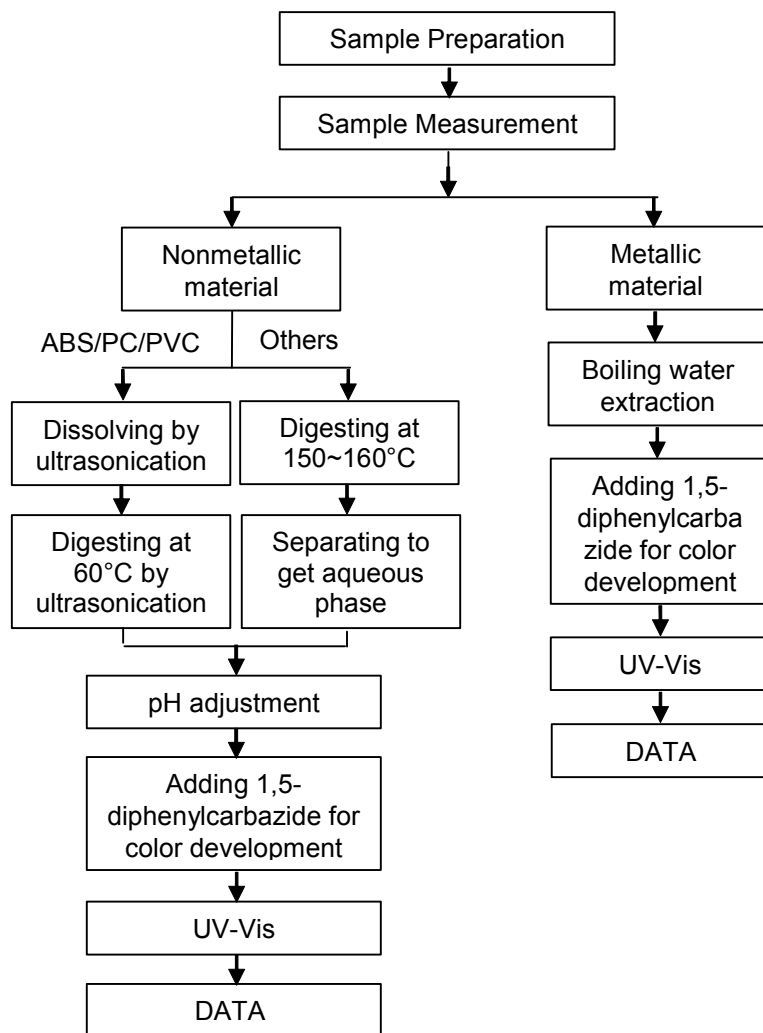 Sample Preparation
Sample Measurement
Nonmetallic
material
Metallic
material
ABS/PC/PVC
Others
Boiling water
extraction
Dissolving by
ultrasonication
Digesting at
150~160°C
Adding 1,5-
diphenylcarba
zide for color
development
Digesting at
60°C by
ultrasonication
Separating to
get aqueous
phase
UV-Vis
pH adjustment
DATA
Adding 1,5-
diphenylcarbazide for
color development
UV-Vis
DATA